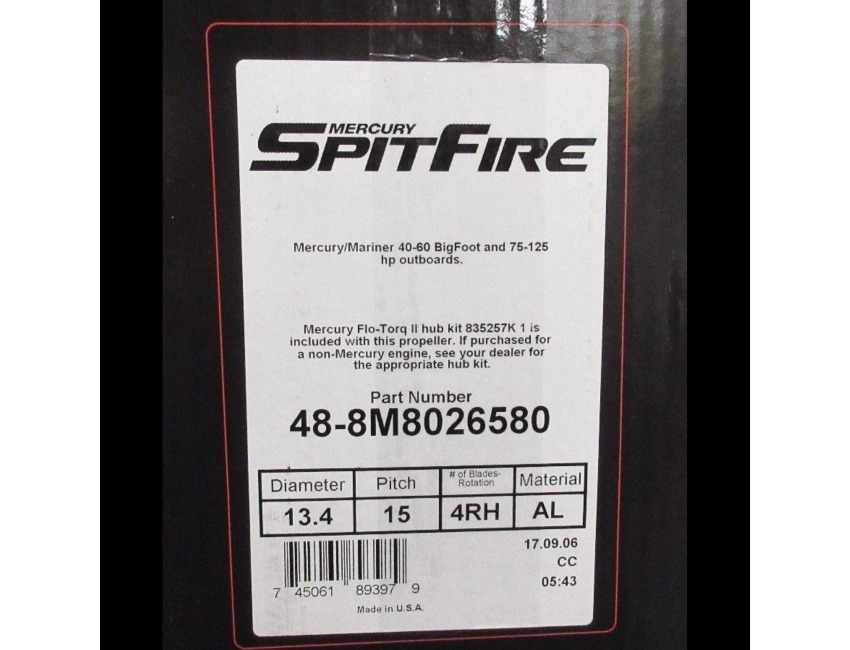 MERCURY
SPITFIRE
Mercury/Mariner 40-60 BigFoot and 75-125
hp outboards.
Mercury Flo-Torq II hub kit 835257K 1 is
included with this propeller. If purchased for
a non-Mercury engine, see your dealer for
the appropriate hub kit.
Part Number
48-8M8026580
Diameter Pitch # of Blades- Material
Rotation
13.4 15 4RH AL
17.09.06
CC
05:43
7 45061 89397 9
Made in U.S.A.